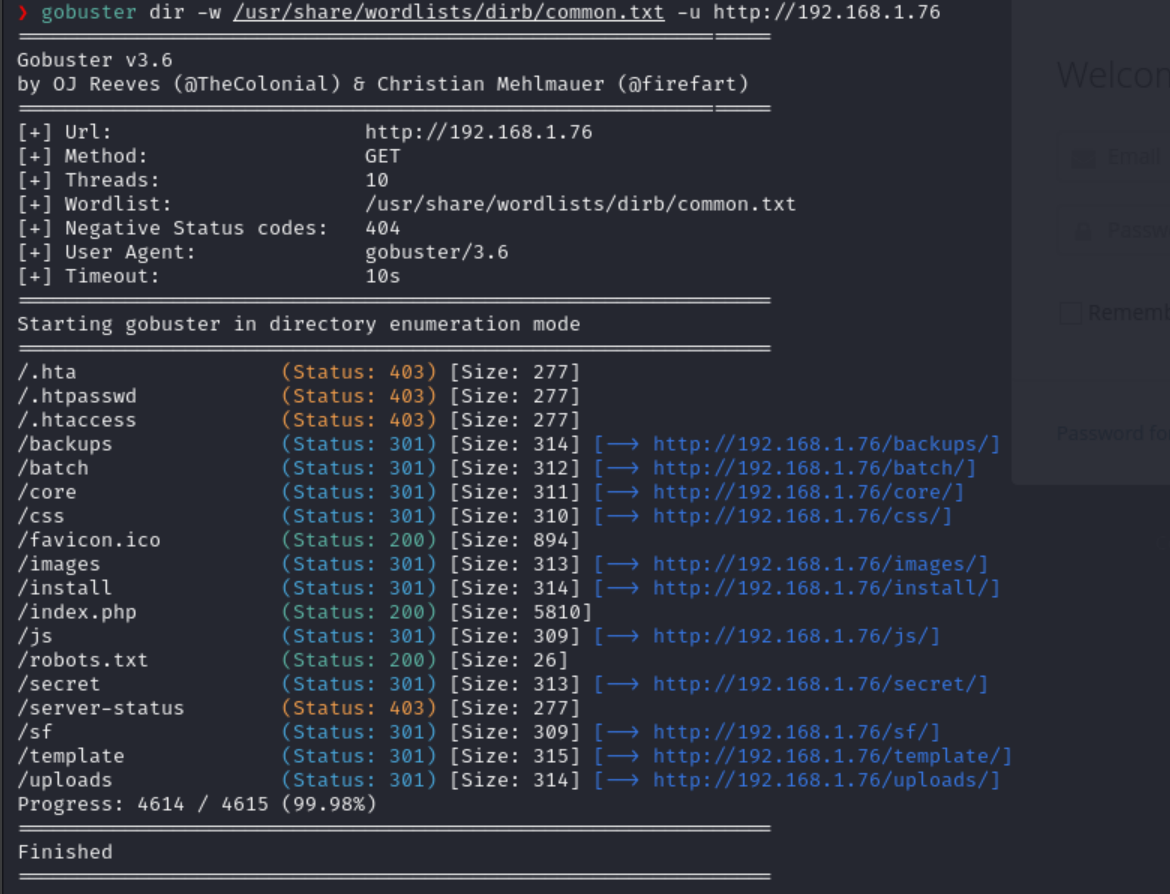 ❯ gobuster dir -w /usr/share/wordlists/dirb/common.txt -u http://192.168.1.76
Gobuster v3.6
by OJ Reeves (@TheColonial) & Christian Mehlmauer (@firefart)
[+] Url:                     http://192.168.1.76
[+] Method:                  GET
[+] Threads:                 10
[+] Wordlist:                /usr/share/wordlists/dirb/common.txt
[+] Negative Status codes:   404
[+] User Agent:              gobuster/3.6
[+] Timeout:                 10s
Starting gobuster in directory enumeration mode
/.hta                 (Status: 403) [Size: 277]
/.htpasswd            (Status: 403) [Size: 277]
/.htaccess            (Status: 403) [Size: 277]
/backups              (Status: 301) [Size: 314] [--> http://192.168.1.76/backups/]
/batch                (Status: 301) [Size: 312] [--> http://192.168.1.76/batch/]
/core                 (Status: 301) [Size: 311] [--> http://192.168.1.76/core/]
/css                  (Status: 301) [Size: 310] [--> http://192.168.1.76/css/]
/favicon.ico          (Status: 200) [Size: 894]
/images               (Status: 301) [Size: 313] [--> http://192.168.1.76/images/]
/install              (Status: 301) [Size: 314] [--> http://192.168.1.76/install/]
/index.php            (Status: 200) [Size: 5810]
/js                   (Status: 301) [Size: 309] [--> http://192.168.1.76/js/]
/robots.txt           (Status: 200) [Size: 26]
/secret               (Status: 301) [Size: 313] [--> http://192.168.1.76/secret/]
/server-status        (Status: 403) [Size: 277]
/sf                   (Status: 301) [Size: 309] [--> http://192.168.1.76/sf/]
/template             (Status: 301) [Size: 315] [--> http://192.168.1.76/template/]
/uploads              (Status: 301) [Size: 314] [--> http://192.168.1.76/uploads/]
Progress: 4614 / 4615 (99.98%)
Finished
Welcon
Email
Passw
Rememb
Password fo